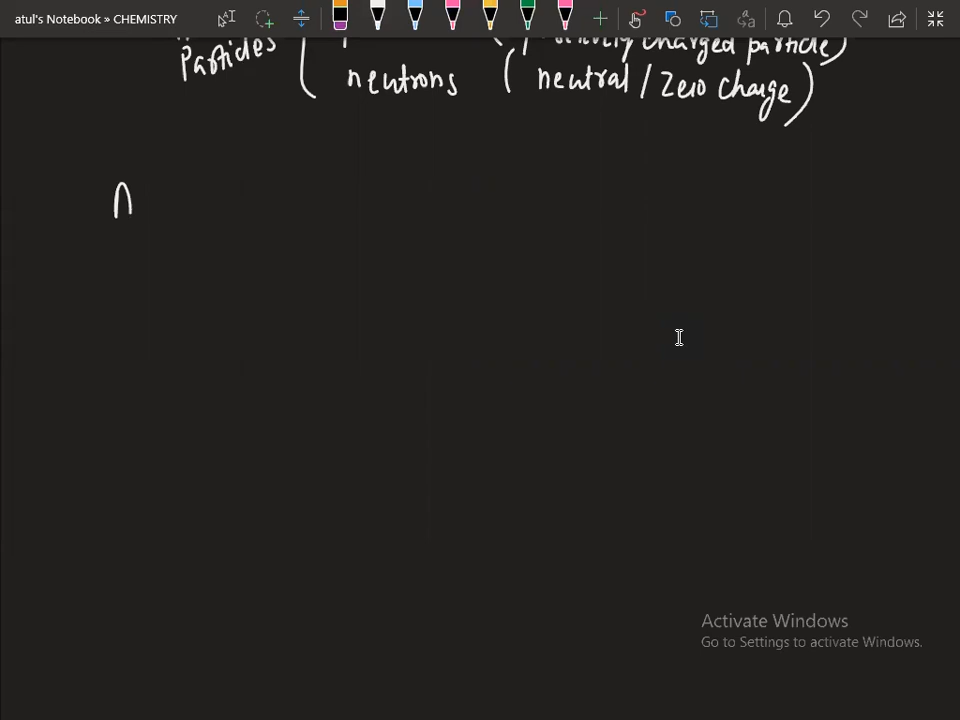 atul's Notebook » CHEMISTRY
Particles charged particle)
neutrons (neutral / Zero charge)
Activate Windows
Go to Settings to activate Windows.